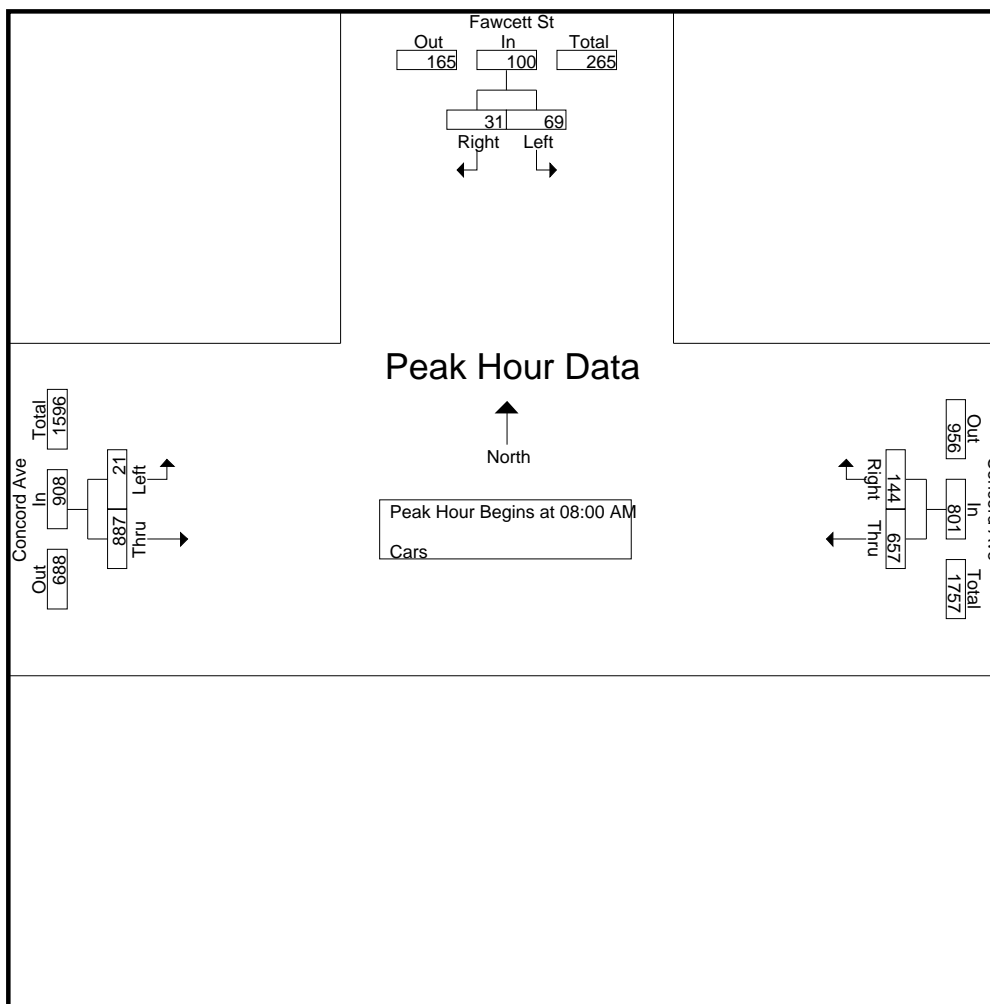 Fawcett St
Out In Total
165 100 265
31 69
Right Left
Peak Hour Data
North
Peak Hour Begins at 08:00 AM
Cars
Concord Ave
Out In Total
688 908 1596
21 887
Left Thru
Out In Total
956 801 1757
144 657
Right Thru